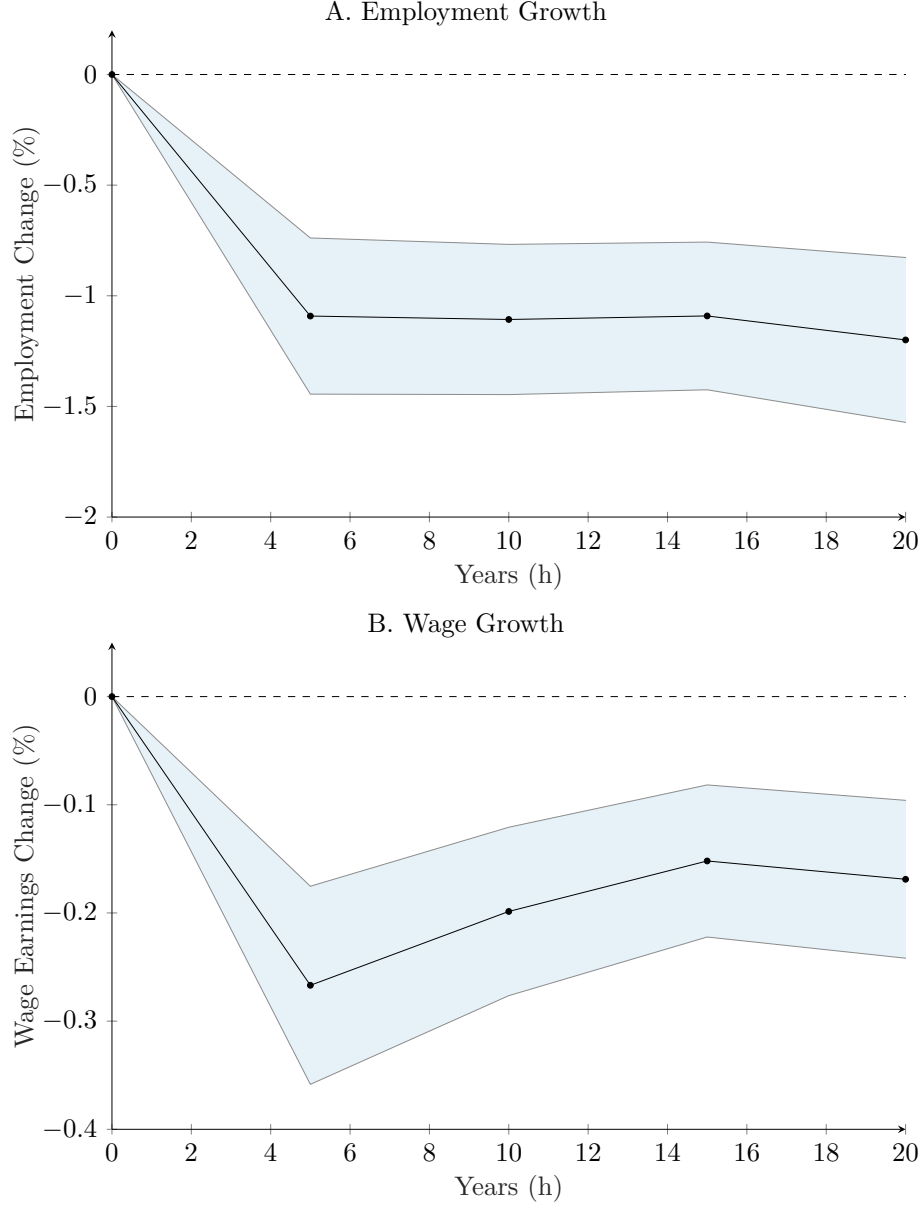 A. Employment Growth
Employment Change (%)
0
−0.5
−1
−1.5
−2
0 2 4 6 8 10 12 14 16 18 20
Years (h)
B. Wage Growth
Wage Earnings Change (%)
0
−0.1
−0.2
−0.3
−0.4
0 2 4 6 8 10 12 14 16 18 20
Years (h)